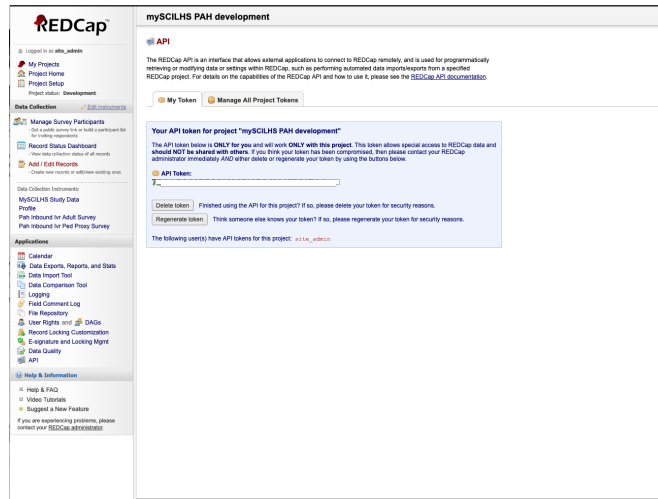 REDCap
Logged in as site_admin
My Projects
Project Home
Project Setup
Project status: Development
Data Collection
Edit instruments
Manage Survey Participants
- Get a public survey link or build a participant list
for inviting respondents
Record Status Dashboard
- View data collection status of all records
Add / Edit Records
- Create new records or edit/view existing ones
Data Collection Instruments:
MySCILHS Study Data
Profile
Pah Inbound Ivr Adult Survey
Pah Inbound Ivr Ped Proxy Survey
Applications
Calendar
Data Exports, Reports, and Stats
Data Import Tool
Data Comparison Tool
Logging
Field Comment Log
File Repository
User Rights and DAGs
Record Locking Customization
E-signature and Locking Mgmt
Data Quality
API
Help & Information
Help & FAQ
Video Tutorials
Suggest a New Feature
If you are experiencing problems, please
contact your REDCap administrator.
mySCILHS PAH development
API
The REDCap API is an interface that allows external applications to connect to REDCap remotely, and is used for programmatically
retrieving or modifying data or settings within REDCap, such as performing automated data imports/exports from a specified
REDCap project. For details on the capabilities of the REDCap API and how to use it, please see the REDCap API documentation.
My Token
Manage All Project Tokens
Your API token for project "mySCILHS PAH development"
The API token below is ONLY for you and will work ONLY with this project. This token allows special access to REDCap data and
should NOT be shared with others. If you think your token has been compromised, then please contact your REDCap
administrator immediately AND either delete or regenerate your token by using the buttons below.
API Token:
Delete token Finished using the API for this project? If so, please delete your token for security reasons.
Regenerate token Think someone else knows your token? If so, please regenerate your token for security reasons.
The following user(s) have API tokens for this project: site_admin